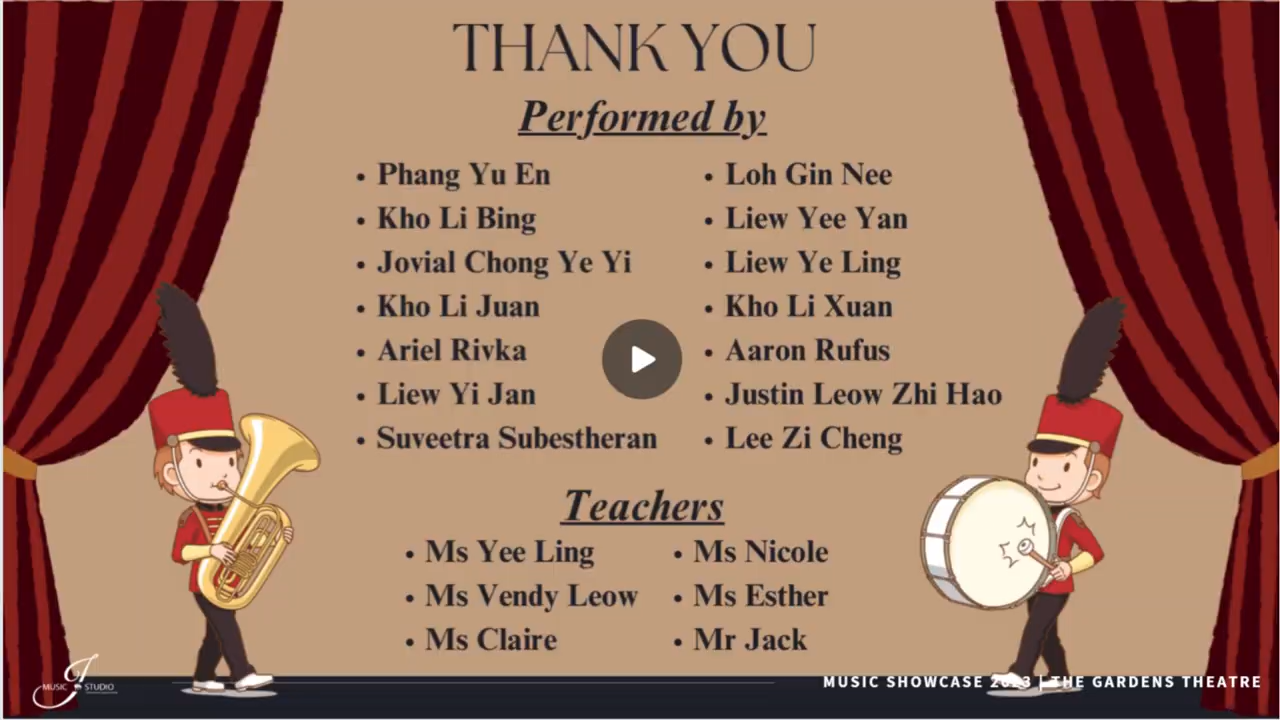 THANK YOU
Performed by
• Phang Yu En
• Kho Li Bing
• Jovial Chong Ye Yi
• Kho Li Juan
• Ariel Rivka
• Liew Yi Jan
• Suveetra Subestheran
• Loh Gin Nee
• Liew Yee Yan
• Liew Ye Ling
• Kho Li Xuan
• Aaron Rufus
• Justin Leow Zhi Hao
• Lee Zi Cheng
Teachers
• Ms Yee Ling
• Ms Vendy Leow
• Ms Claire
• Ms Nicole
• Ms Esther
• Mr Jack
J MUSIC STUDIO
MUSIC SHOWCASE 2023 | THE GARDENS THEATRE